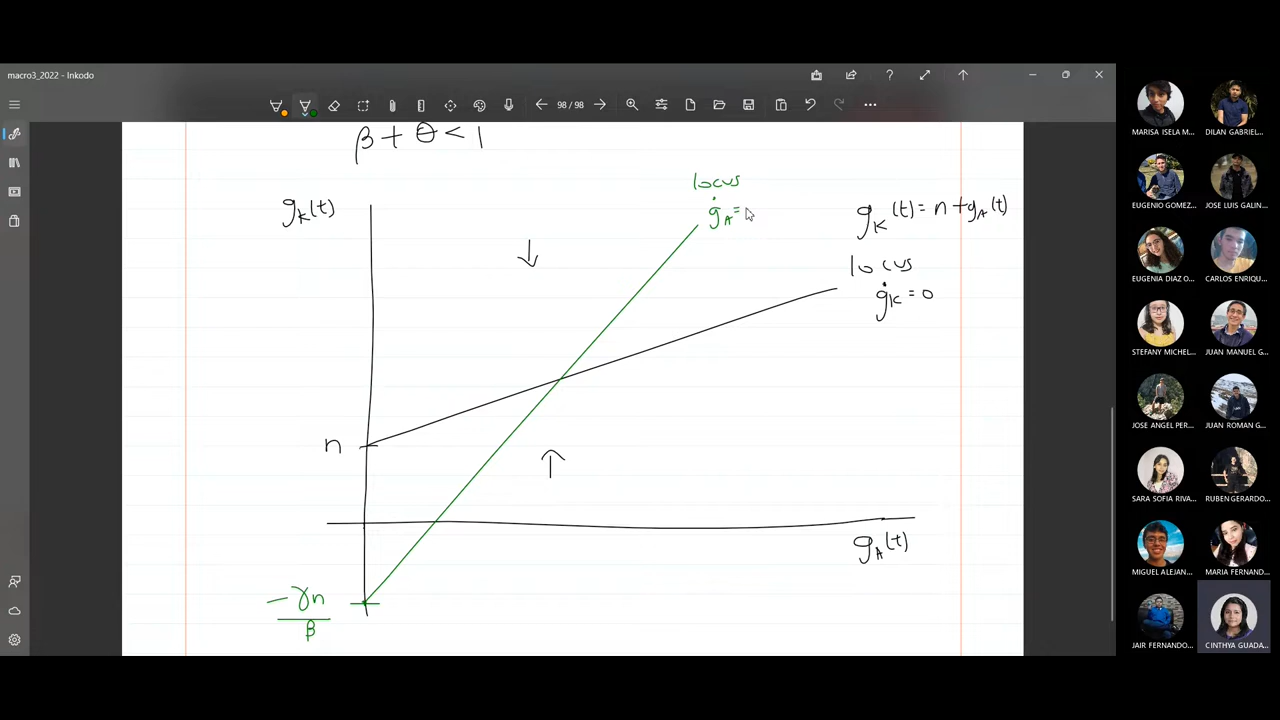 macro3_2022 - Inkodo
98 / 98
β + θ < 1
locus
ġ_A =
g_K(t)
g_K(t) = n + g_A(t)
locus
ġ_K = 0
n
g_A(t)
-γn
β
MARISA ISELA M...
DILAN GABRIEL...
EUGENIO GOMEZ...
JOSE LUIS GALIN...
EUGENIA DIAZ O...
CARLOS ENRIQU...
STEFANY MICHEL...
JUAN MANUEL G...
JOSE ANGEL PER...
JUAN ROMAN G...
SARA SOFIA RIVA...
RUBEN GERARDO...
MIGUEL ALEJAN...
MARIA FERNAND...
JAIR FERNANDO...
CINTHYA GUADA...